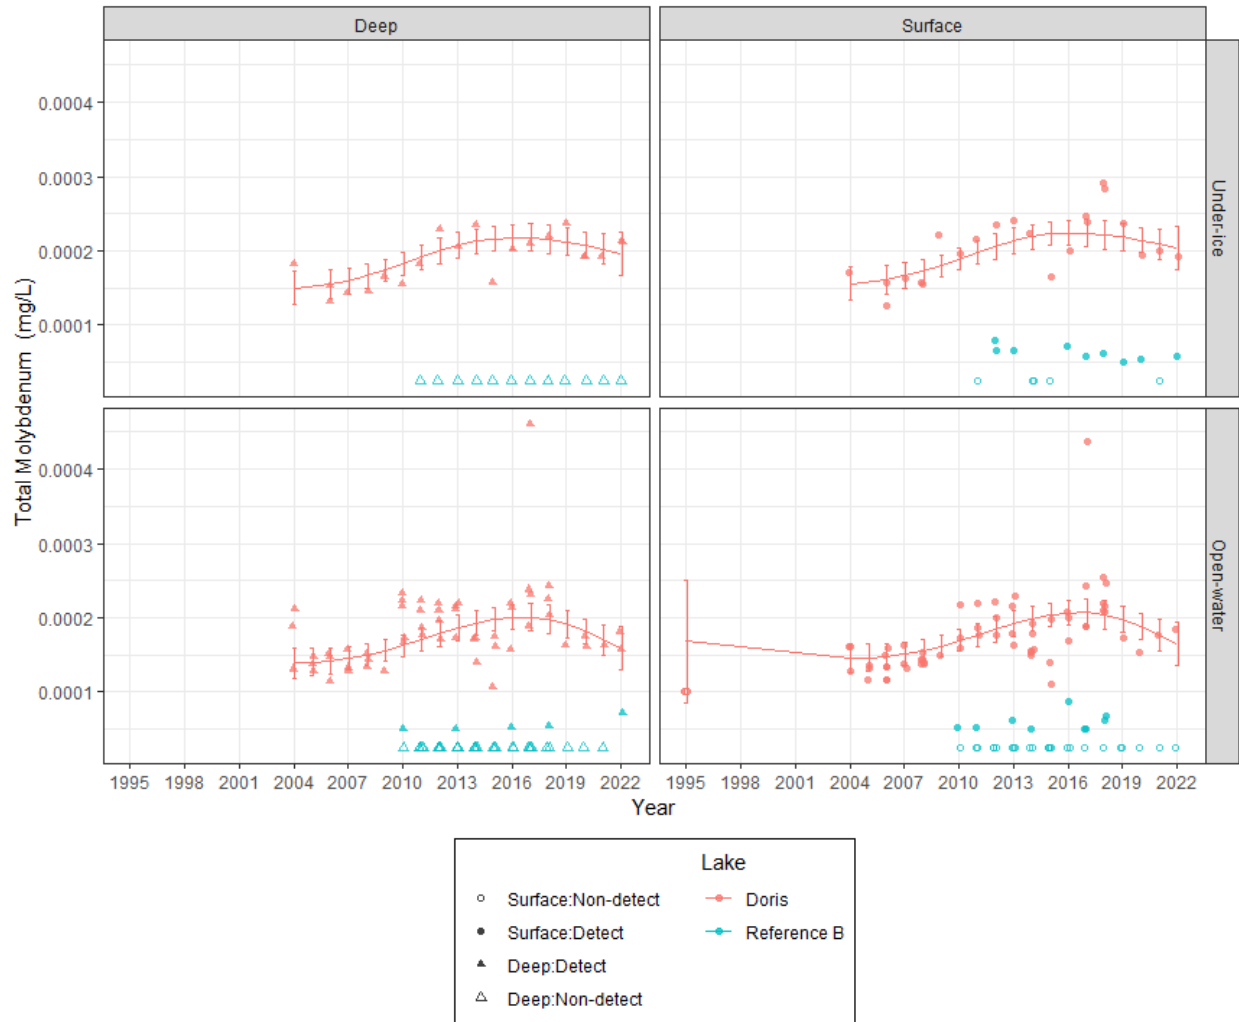 Deep Surface
0.0004
0.0003
0.0002
0.0001
Under-ice
0.0004
0.0003
0.0002
0.0001
Open-water
Total Molybdenum (mg/L)
1995 1998 2001 2004 2007 2010 2013 2016 2019 2022 1995 1998 2001 2004 2007 2010 2013 2016 2019 2022
Year
Lake
Surface:Non-detect Doris
Surface:Detect Reference B
Deep:Detect
Deep:Non-detect